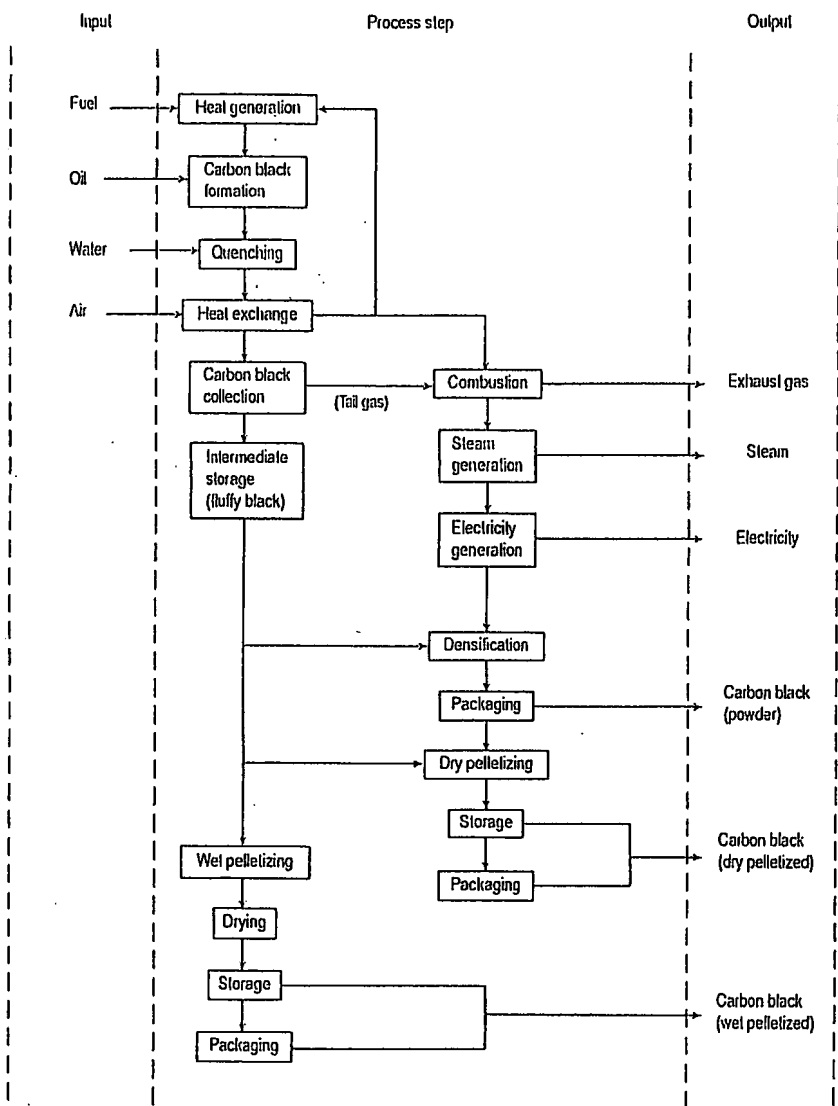 Input
Process step
Output
Fuel
Heat generation
Oil
Carbon black
formation
Water
Quenching
Air
Heat exchange
Carbon black
collection
(Tail gas)
Combustion
Exhaust gas
Intermediate
storage
(fluffy black)
Steam
generation
Steam
Electricity
generation
Electricity
Densification
Packaging
Carbon black
(powder)
Dry pelletizing
Storage
Packaging
Carbon black
(dry pelletized)
Wet pelletizing
Drying
Storage
Packaging
Carbon black
(wet pelletized)